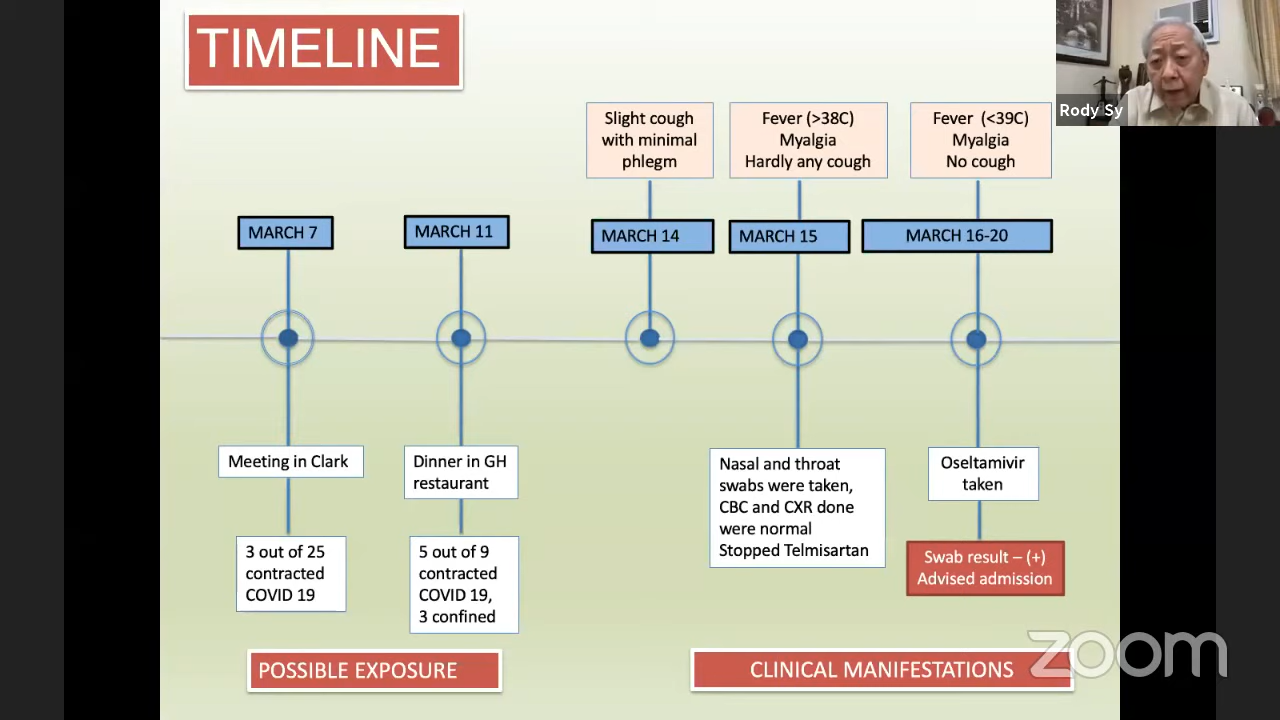 TIMELINE
Rody Sy
Slight cough
with minimal
phlegm
Fever (>38C)
Myalgia
Hardly any cough
Fever (<39C)
Myalgia
No cough
MARCH 7
MARCH 11
MARCH 14
MARCH 15
MARCH 16-20
Meeting in Clark
Dinner in GH
restaurant
Nasal and throat
swabs were taken,
CBC and CXR done
were normal
Stopped Telmisartan
Oseltamivir
taken
3 out of 25
contracted
COVID 19
5 out of 9
contracted
COVID 19,
3 confined
Swab result – (+)
Advised admission
POSSIBLE EXPOSURE
CLINICAL MANIFESTATIONS
zoom